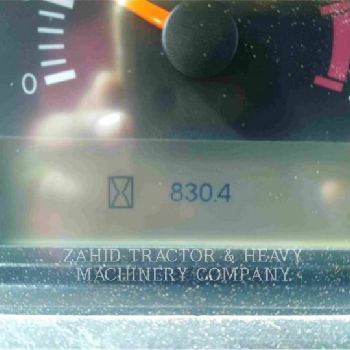 0
830.4
ZAHID TRACTOR & HEAVY
MACHINERY COMPANY